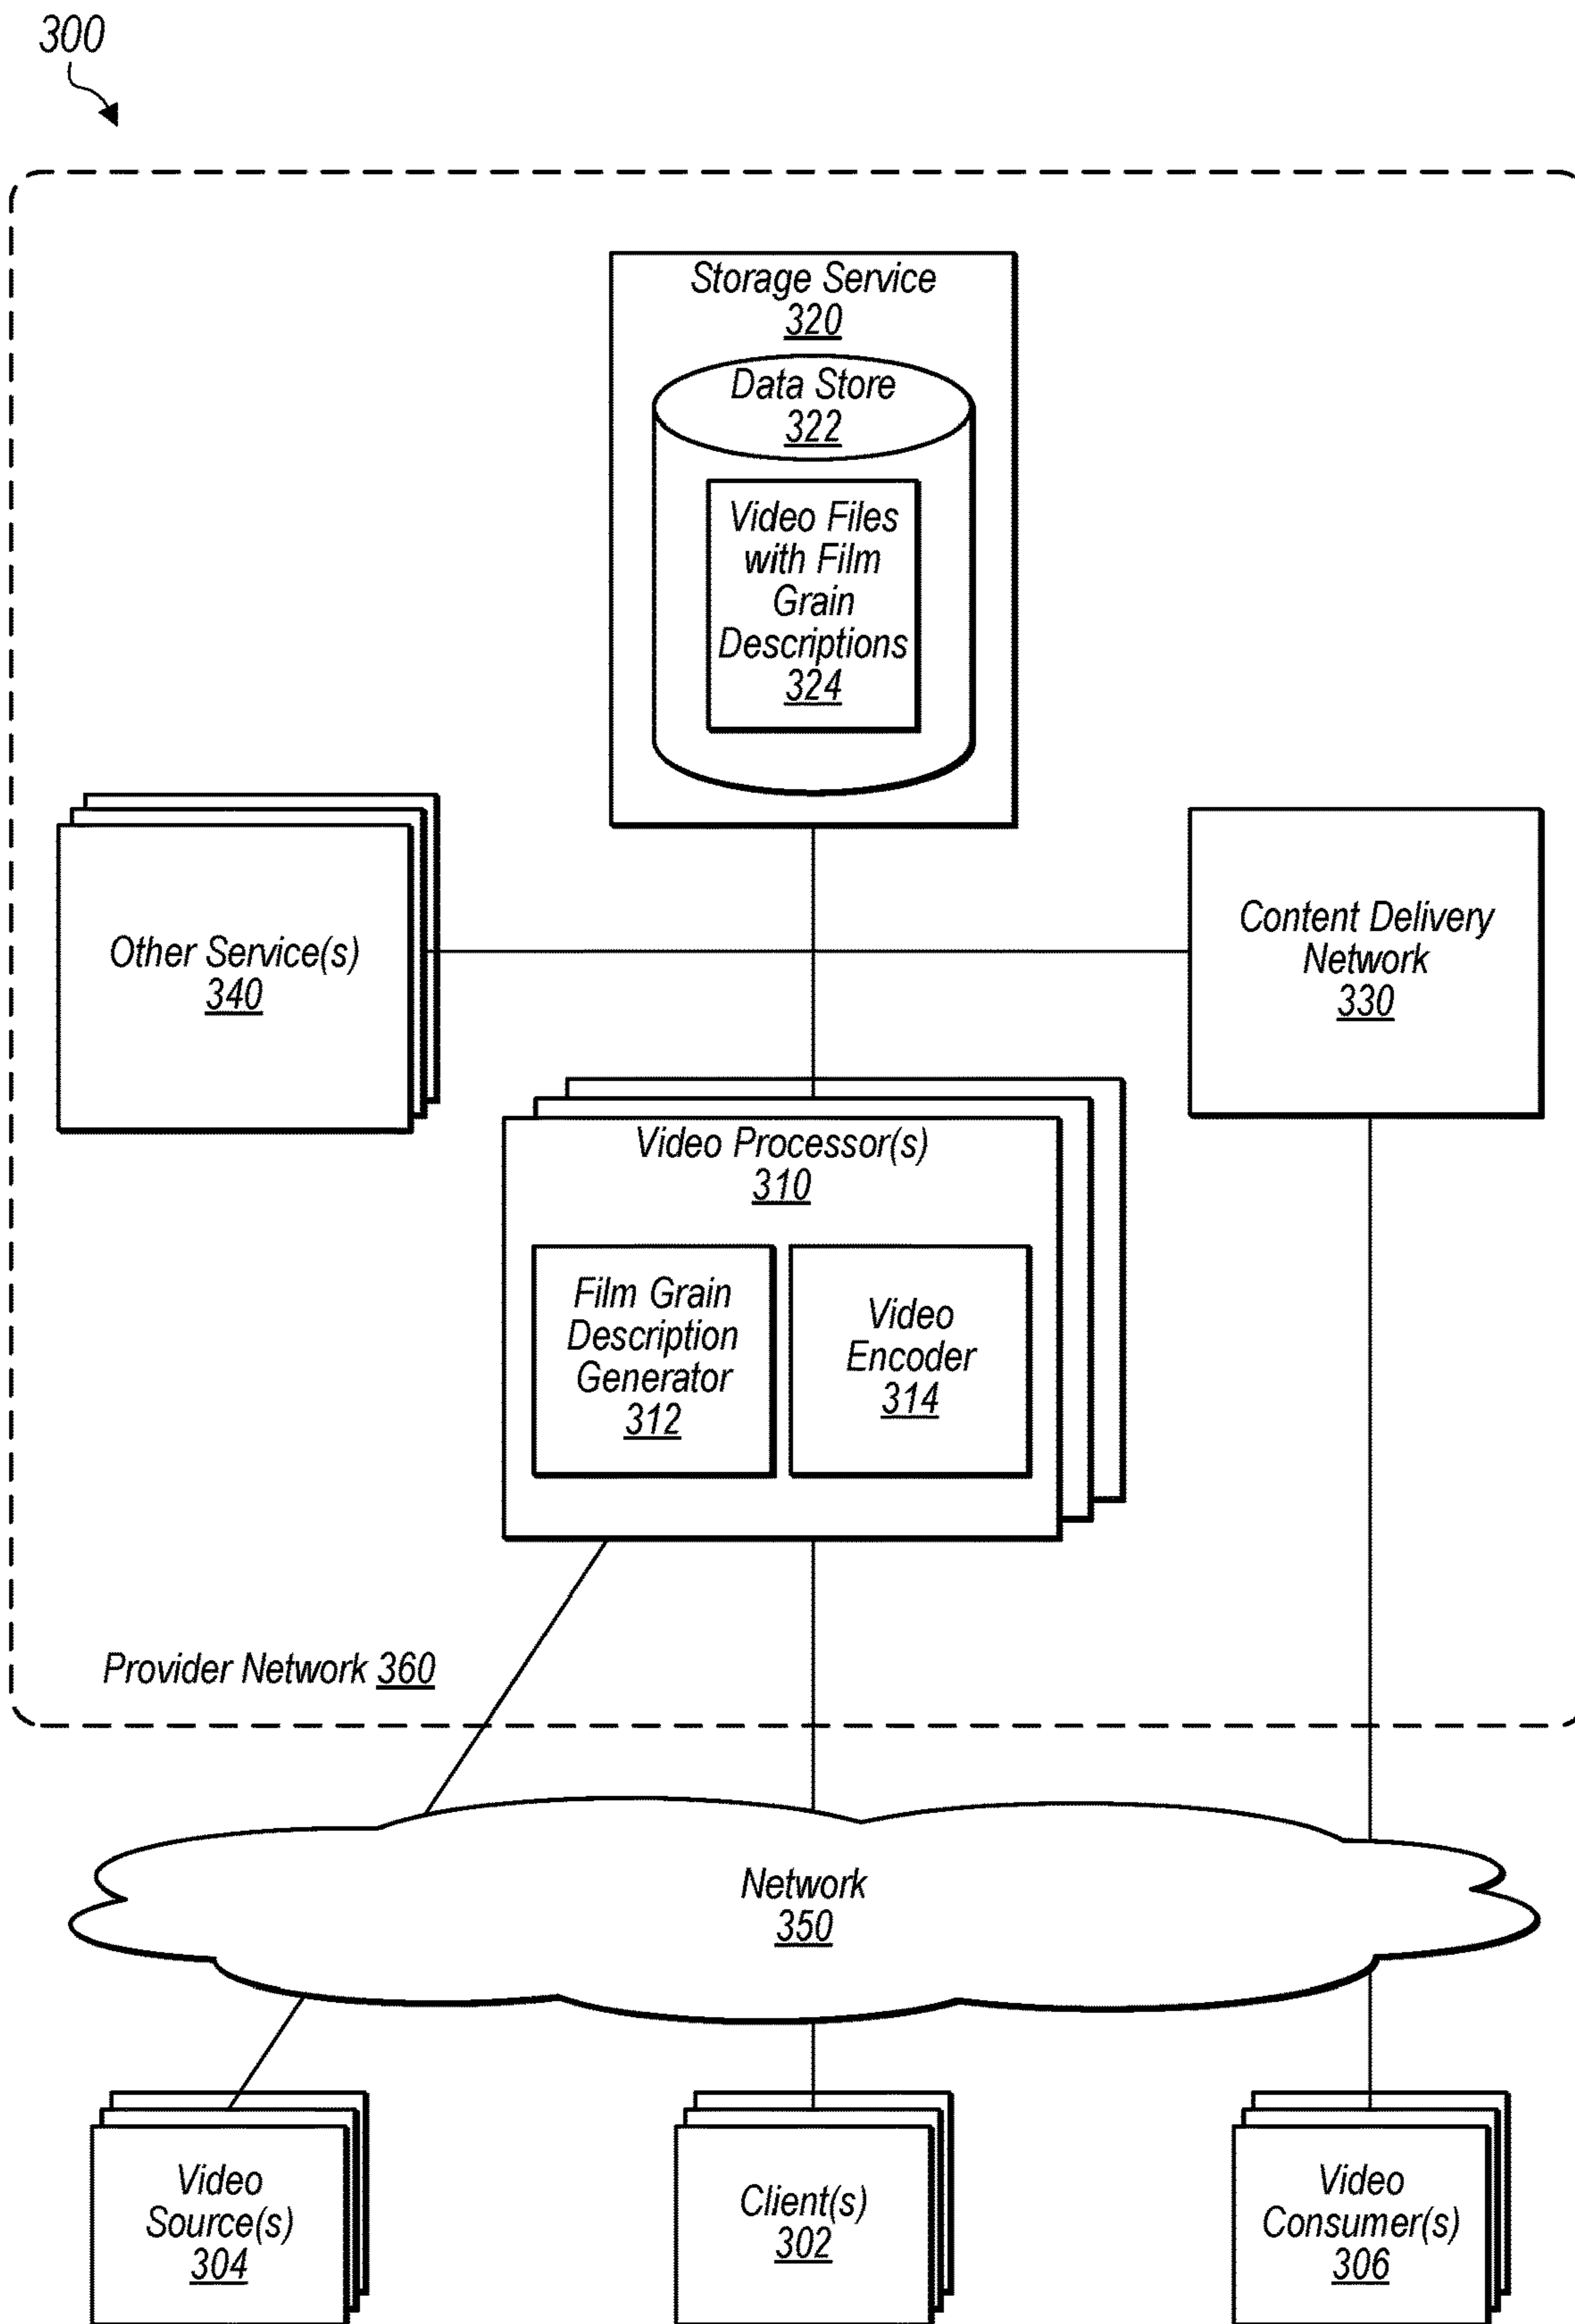 300
Storage Service
320
Data Store
322
Video Files
with Film
Grain
Descriptions
324
Other Service(s)
340
Content Delivery
Network
330
Video Processor(s)
310
Film Grain
Description
Generator
312
Video
Encoder
314
Provider Network 360
Network
350
Video
Source(s)
304
Client(s)
302
Video
Consumer(s)
306